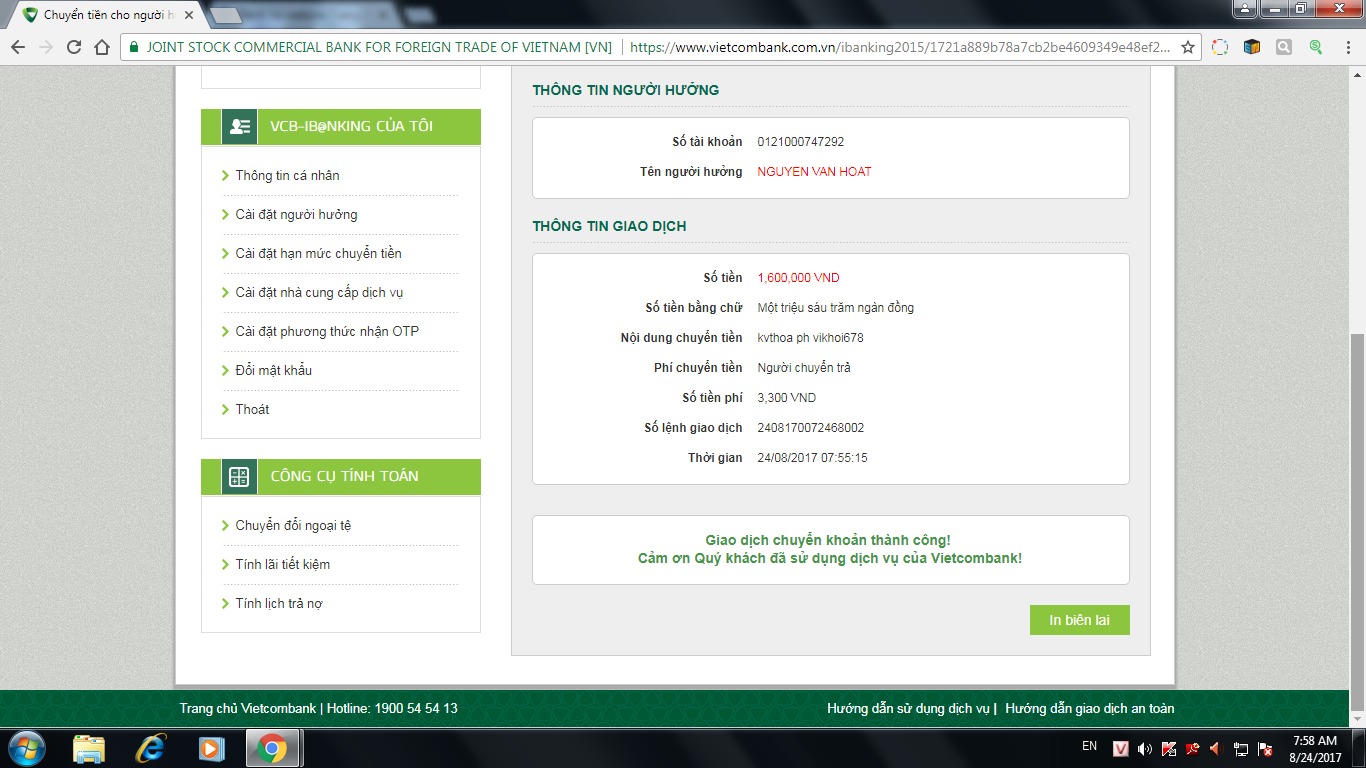 Chuyển tiền cho người h
JOINT STOCK COMMERCIAL BANK FOR FOREIGN TRADE OF VIETNAM [VN]
https://www.vietcombank.com.vn/ibanking2015/1721a889b78a7cb2be4609349e48ef2...
VCB-IB@NKING CỦA TÔI
Thông tin cá nhân
Cài đặt người hưởng
Cài đặt hạn mức chuyển tiền
Cài đặt nhà cung cấp dịch vụ
Cài đặt phương thức nhận OTP
Đổi mật khẩu
Thoát
CÔNG CỤ TÍNH TOÁN
Chuyển đổi ngoại tệ
Tính lãi tiết kiệm
Tính lịch trả nợ
THÔNG TIN NGƯỜI HƯỞNG
Số tài khoản 0121000747292
Tên người hưởng NGUYEN VAN HOAT
THÔNG TIN GIAO DỊCH
Số tiền 1,600,000 VND
Số tiền bằng chữ Một triệu sáu trăm ngàn đồng
Nội dung chuyển tiền kvthoa ph vikhoi678
Phí chuyển tiền Người chuyển trả
Số tiền phí 3,300 VND
Số lệnh giao dịch 2408170072468002
Thời gian 24/08/2017 07:55:15
Giao dịch chuyển khoản thành công!
Cảm ơn Quý khách đã sử dụng dịch vụ của Vietcombank!
In biên lai
Trang chủ Vietcombank | Hotline: 1900 54 54 13
Hướng dẫn sử dụng dịch vụ | Hướng dẫn giao dịch an toàn
EN
7:58 AM
8/24/2017